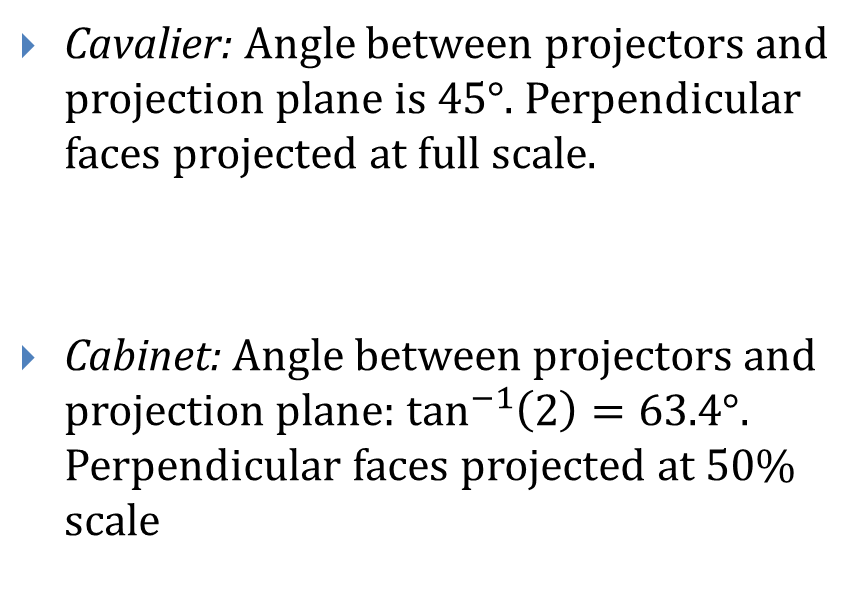 Cavalier: Angle between projectors and
projection plane is 45°. Perpendicular
faces projected at full scale.
Cabinet: Angle between projectors and
projection plane: tan⁻¹(2) = 63.4°.
Perpendicular faces projected at 50%
scale